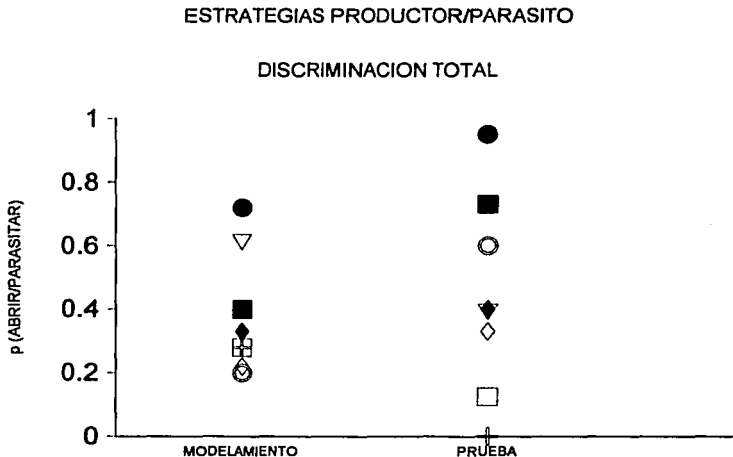 ESTRATEGIAS PRODUCTOR/PARASITO
DISCRIMINACION TOTAL
p (ABRIR/PARASITAR)
1
0.8
0.6
0.4
0.2
0
MODELAMIENTO PRUEBA